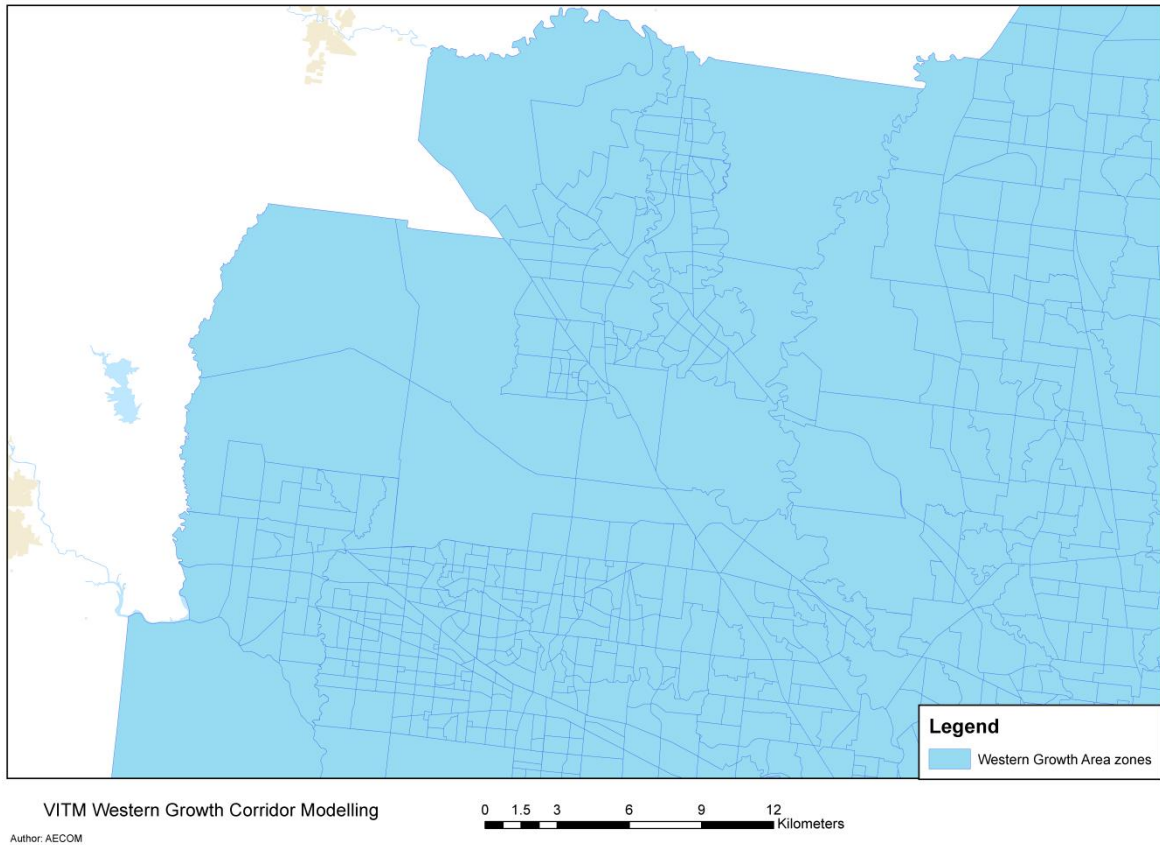 Legend
Western Growth Area zones
VITM Western Growth Corridor Modelling
0 1.5 3 6 9 12
Kilometers
Author: AECOM